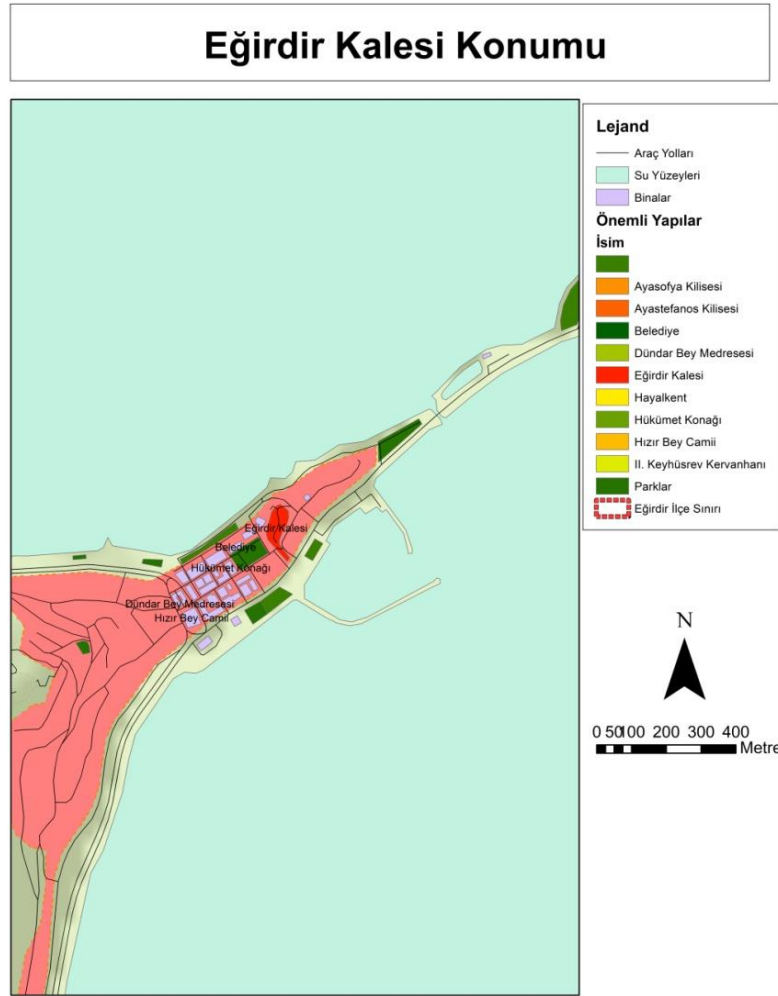 Eğirdir Kalesi Konumu
Eğirdir Kalesi
Belediye
Hükümet Konağı
Dündar Bey Medresesi
Hızır Bey Camii
Lejand
Araç Yolları
Su Yüzeyleri
Binalar
Önemli Yapılar
İsim
Ayasofya Kilisesi
Ayastefanos Kilisesi
Belediye
Dündar Bey Medresesi
Eğirdir Kalesi
Hayalkent
Hükümet Konağı
Hızır Bey Camii
II. Keyhüsrev Kervanhanı
Parklar
Eğirdir İlçe Sınırı
N
0 50100 200 300 400
Metre